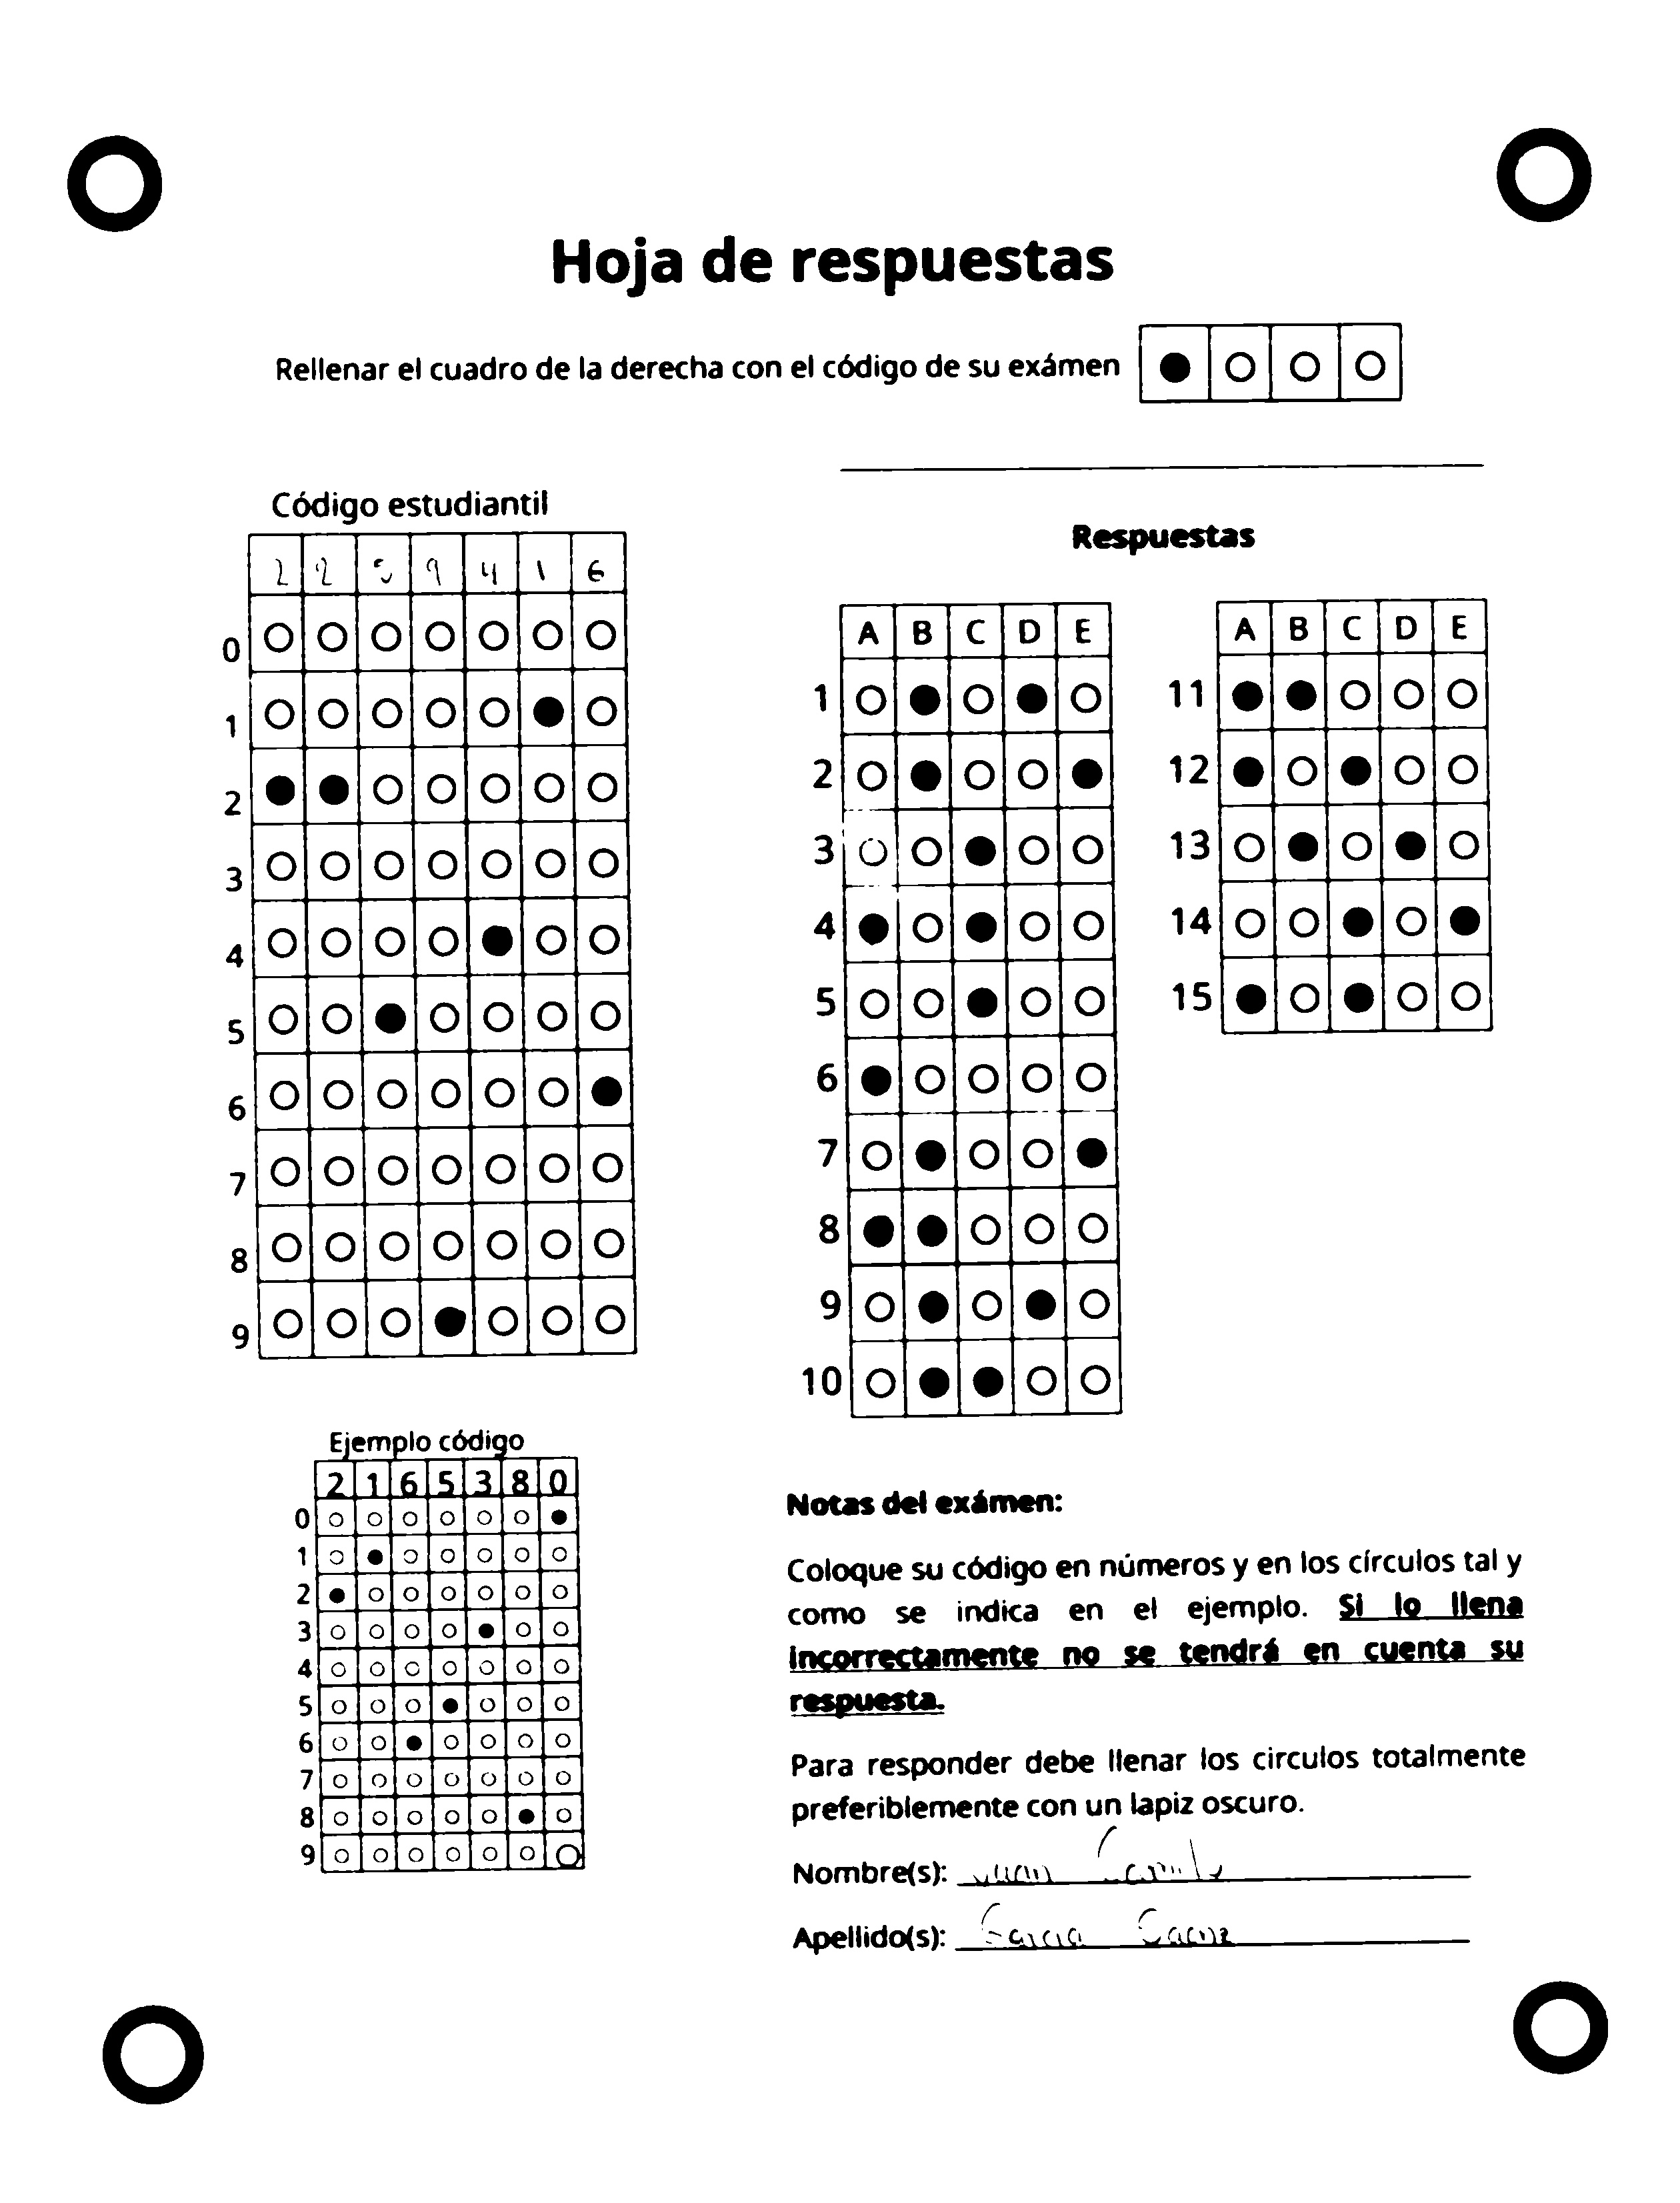 Hoja de respuestas
Rellenar el cuadro de la derecha con el código de su exámen
Código estudiantil
2 2 5 9 4 1 6
0
1
2
3
4
5
6
7
8
9
Respuestas
A B C D E
1
2
3
4
5
6
7
8
9
10
A B C D E
11
12
13
14
15
Ejemplo código
2 1 6 5 3 8 0
0
1
2
3
4
5
6
7
8
9
Notas del exámen:
Coloque su código en números y en los círculos tal y
como se indica en el ejemplo. Si lo llena
incorrectamente no se tendrá en cuenta su
respuesta.
Para responder debe llenar los circulos totalmente
preferiblemente con un lapiz oscuro.
Nombre(s): Juan Camilo
Apellido(s): Garcia